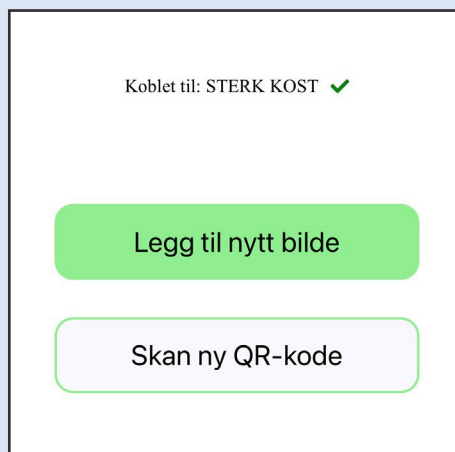 Koblet til: STERK KOST
Legg til nytt bilde
Skan ny QR-kode